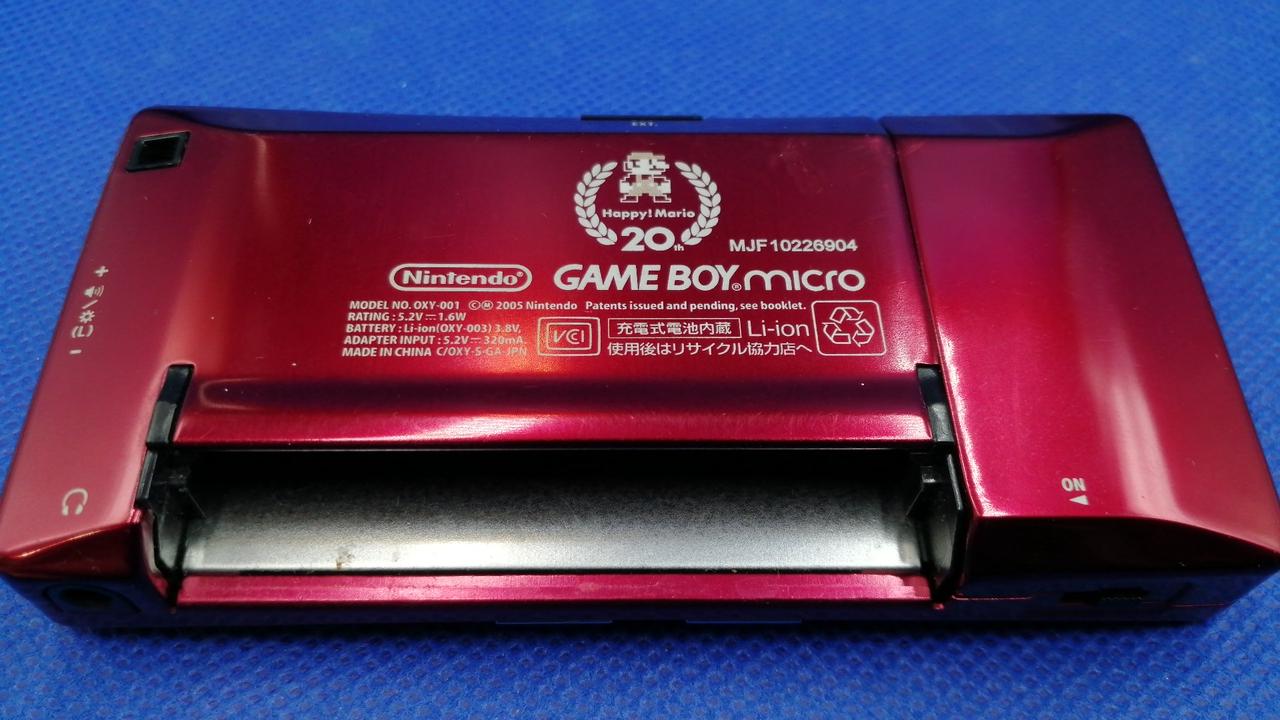 EXT.
Happy! Mario
20th
MJF10226904
Nintendo®
GAME BOY® micro
MODEL NO. OXY-001 ©Ⓜ 2005 Nintendo Patents issued and pending, see booklet.
RATING : 5.2V⎓1.6W
BATTERY : Li-ion(OXY-003) 3.8V,
ADAPTER INPUT : 5.2V⎓320mA.
MADE IN CHINA C/OXY-S-GA-JPN
VCI
充電式電池内蔵 Li-ion
使用後はリサイクル協力店へ
ON